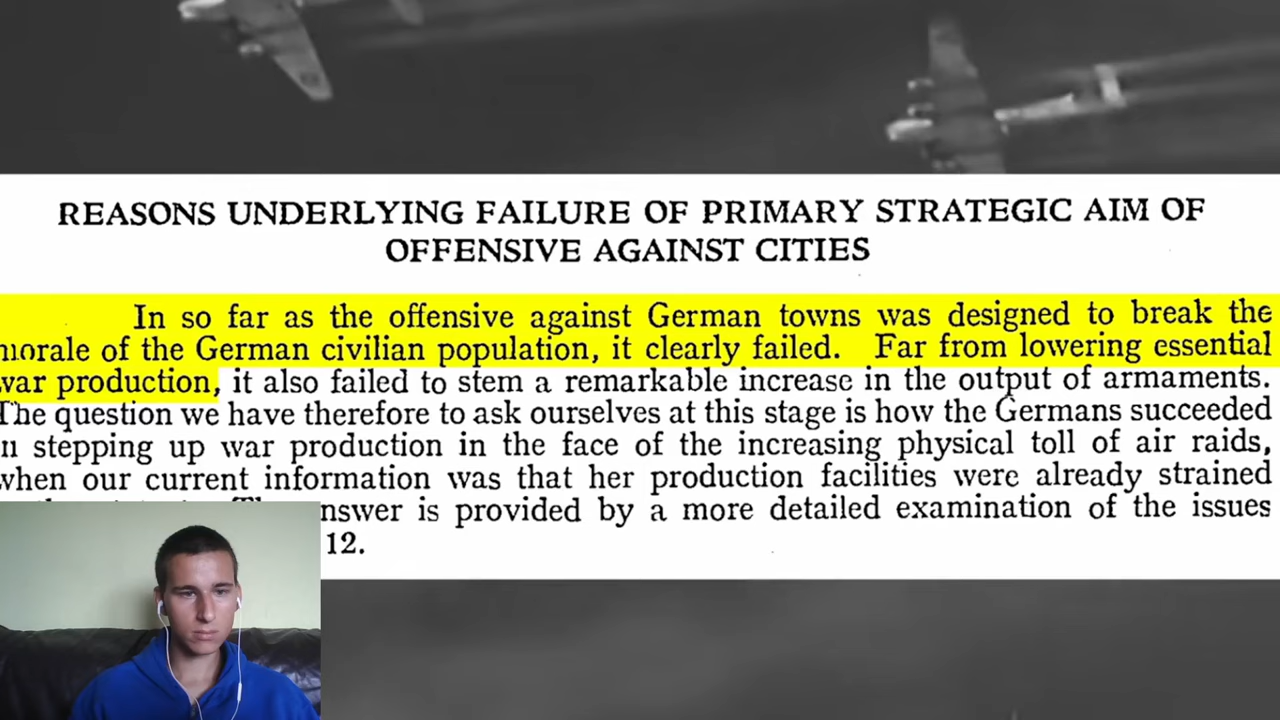 REASONS UNDERLYING FAILURE OF PRIMARY STRATEGIC AIM OF
OFFENSIVE AGAINST CITIES
In so far as the offensive against German towns was designed to break the
morale of the German civilian population, it clearly failed. Far from lowering essential
war production, it also failed to stem a remarkable increase in the output of armaments.
The question we have therefore to ask ourselves at this stage is how the Germans succeeded
in stepping up war production in the face of the increasing physical toll of air raids,
when our current information was that her production facilities were already strained
nswer is provided by a more detailed examination of the issues
12.